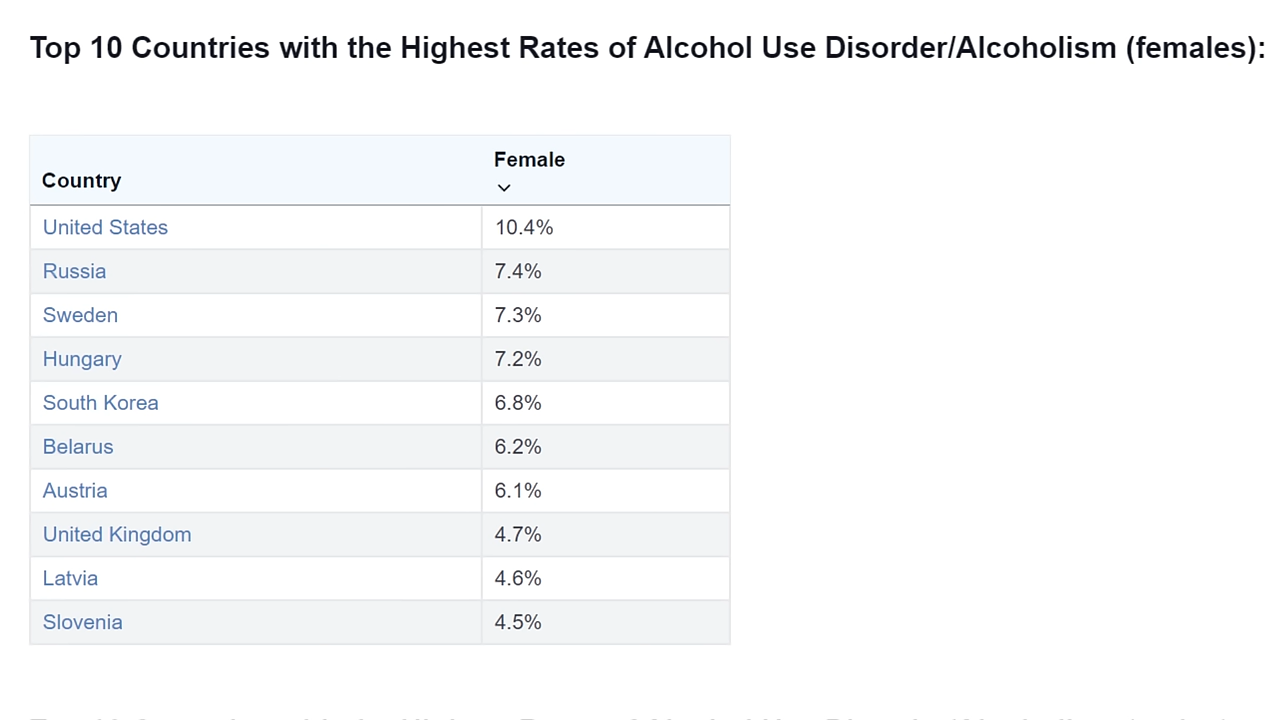 Top 10 Countries with the Highest Rates of Alcohol Use Disorder/Alcoholism (females):
Female
Country
United States 10.4%
Russia 7.4%
Sweden 7.3%
Hungary 7.2%
South Korea 6.8%
Belarus 6.2%
Austria 6.1%
United Kingdom 4.7%
Latvia 4.6%
Slovenia 4.5%